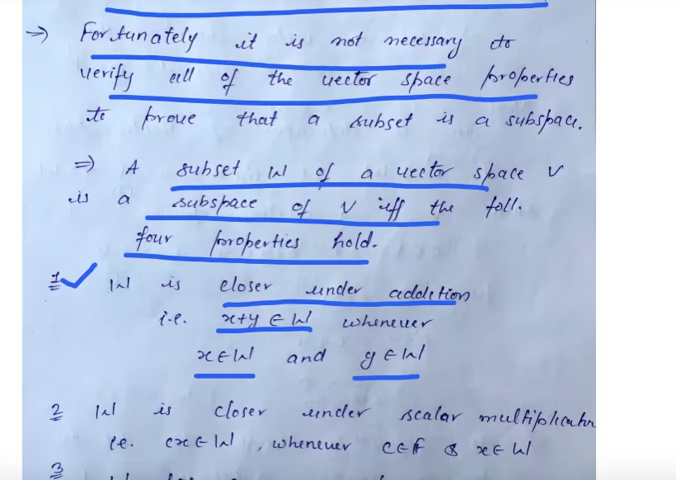 → Fortunately it is not necessary to
verify all of the vector space properties
to prove that a subset is a subspace.
⇒ A subset W of a vector space V
is a subspace of V iff the foll.
four properties hold.
1 W is closer under addition
i.e. x+y ∈ W whenever
x ∈ W and y ∈ W
2 W is closer under scalar multiplication
i.e. cx ∈ W, whenever c ∈ F & x ∈ W
3